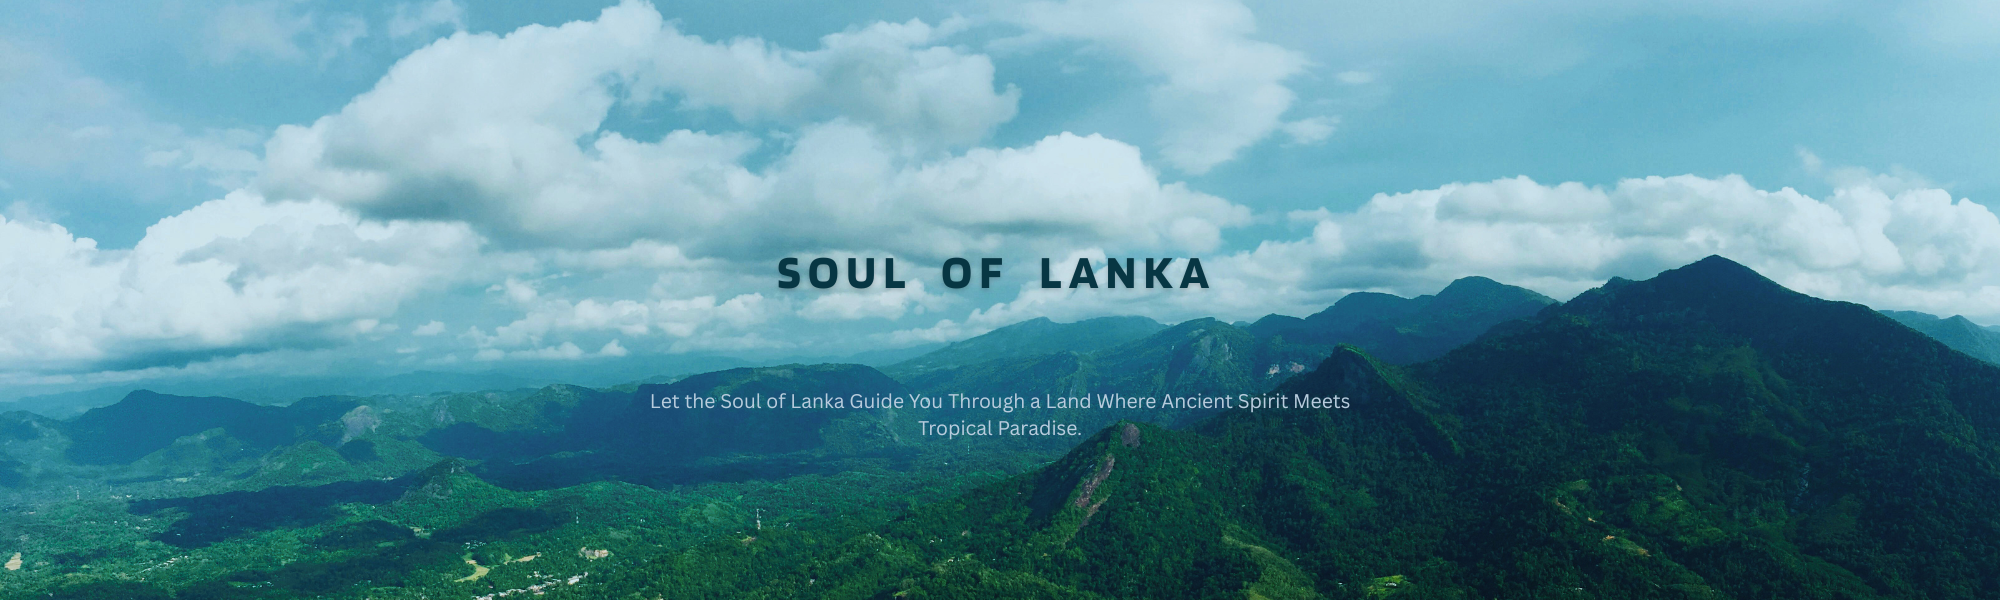 SOUL OF LANKA
Let the Soul of Lanka Guide You Through a Land Where Ancient Spirit Meets
Tropical Paradise.